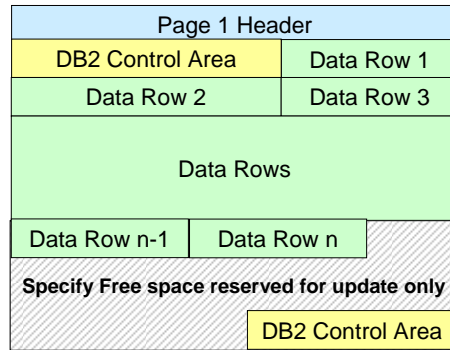 Page 1 Header
DB2 Control Area
Data Row 1
Data Row 2
Data Row 3
Data Rows
Data Row n-1
Data Row n
Specify Free space reserved for update only
DB2 Control Area